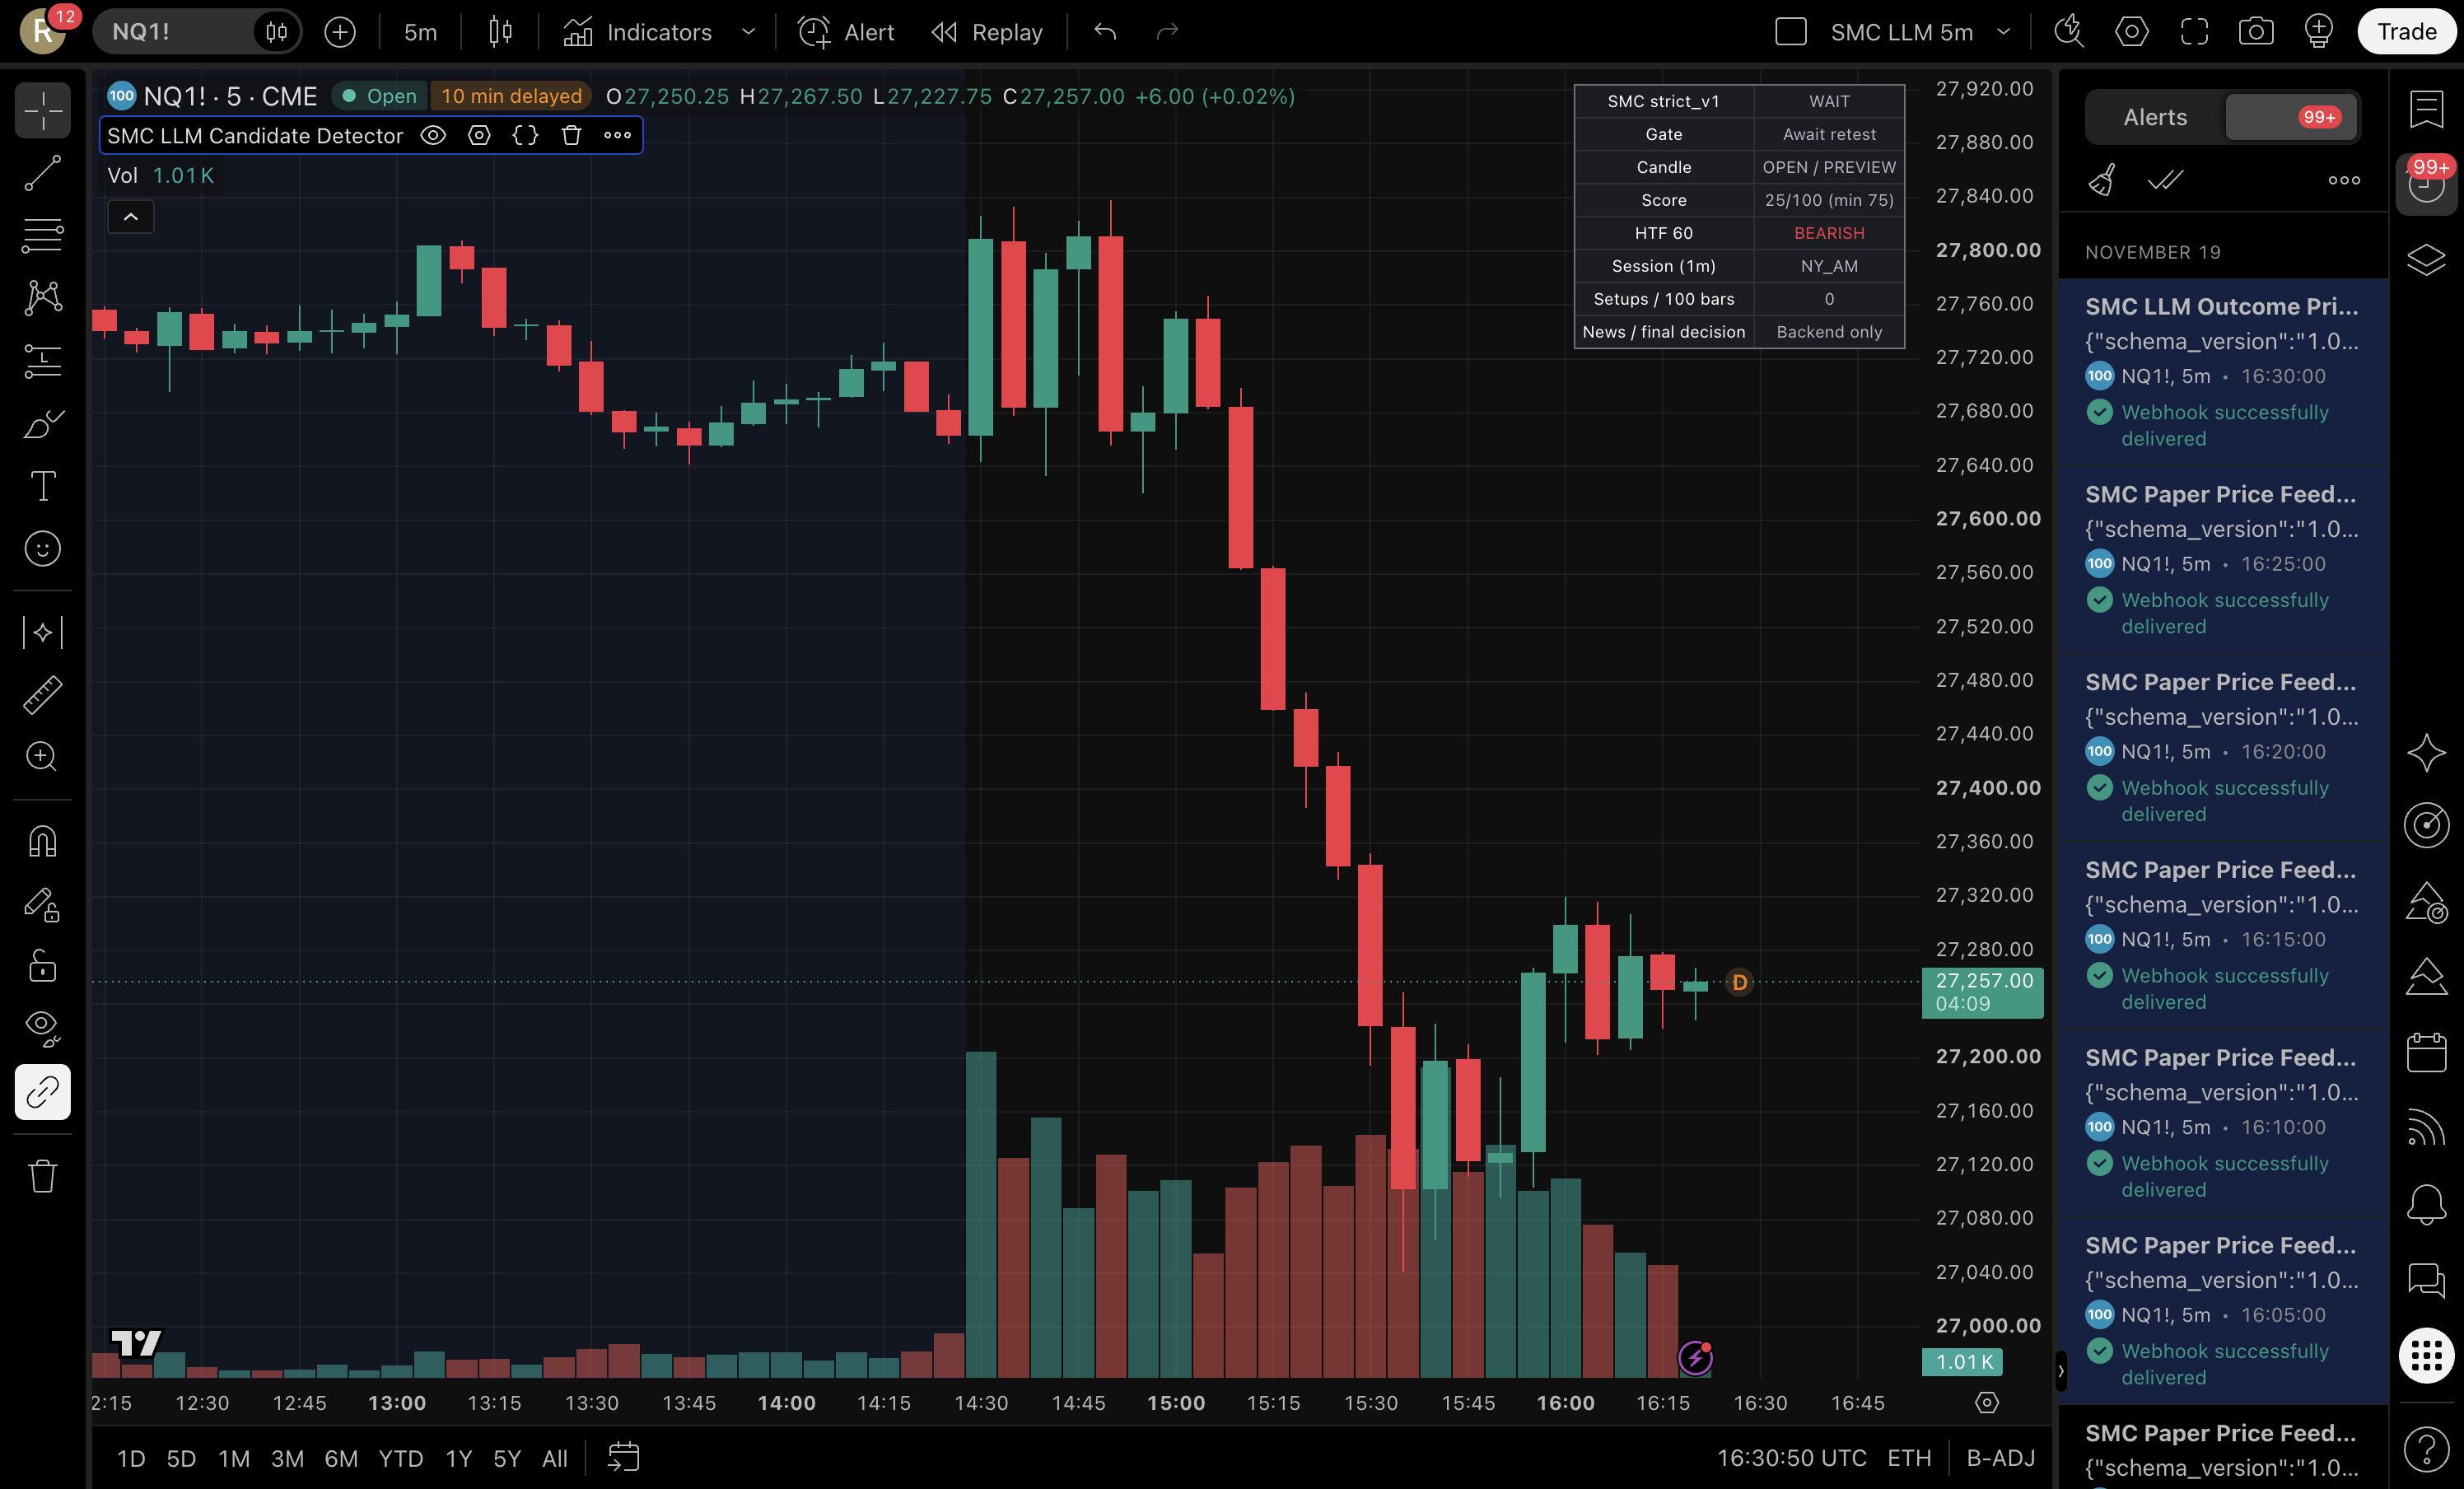 R 12 NQ1! 5m Indicators Alert Replay SMC LLM 5m Trade
100 NQ1! · 5 · CME Open 10 min delayed O27,250.25 H27,267.50 L27,227.75 C27,257.00 +6.00 (+0.02%)
SMC LLM Candidate Detector
Vol 1.01 K
SMC strict_v1 WAIT
Gate Await retest
Candle OPEN / PREVIEW
Score 25/100 (min 75)
HTF 60 BEARISH
Session (1m) NY_AM
Setups / 100 bars 0
News / final decision Backend only
27,920.00
27,880.00
27,840.00
27,800.00
27,760.00
27,720.00
27,680.00
27,640.00
27,600.00
27,560.00
27,520.00
27,480.00
27,440.00
27,400.00
27,360.00
27,320.00
27,280.00
27,257.00
04:09
27,200.00
27,160.00
27,120.00
27,080.00
27,040.00
27,000.00
1.01 K
D
2:15 12:30 12:45 13:00 13:15 13:30 13:45 14:00 14:15 14:30 14:45 15:00 15:15 15:30 15:45 16:00 16:15 16:30 16:45
1D 5D 1M 3M 6M YTD 1Y 5Y All 16:30:50 UTC ETH B-ADJ
Alerts 99+
99+
NOVEMBER 19
SMC LLM Outcome Pri...
{"schema_version":"1.0...
100 NQ1!, 5m • 16:30:00
Webhook successfully
delivered
SMC Paper Price Feed...
{"schema_version":"1.0...
100 NQ1!, 5m • 16:25:00
Webhook successfully
delivered
SMC Paper Price Feed...
{"schema_version":"1.0...
100 NQ1!, 5m • 16:20:00
Webhook successfully
delivered
SMC Paper Price Feed...
{"schema_version":"1.0...
100 NQ1!, 5m • 16:15:00
Webhook successfully
delivered
SMC Paper Price Feed...
{"schema_version":"1.0...
100 NQ1!, 5m • 16:10:00
Webhook successfully
delivered
SMC Paper Price Feed...
{"schema_version":"1.0...
100 NQ1!, 5m • 16:05:00
Webhook successfully
delivered
SMC Paper Price Feed...
{"schema_version":"1.0...